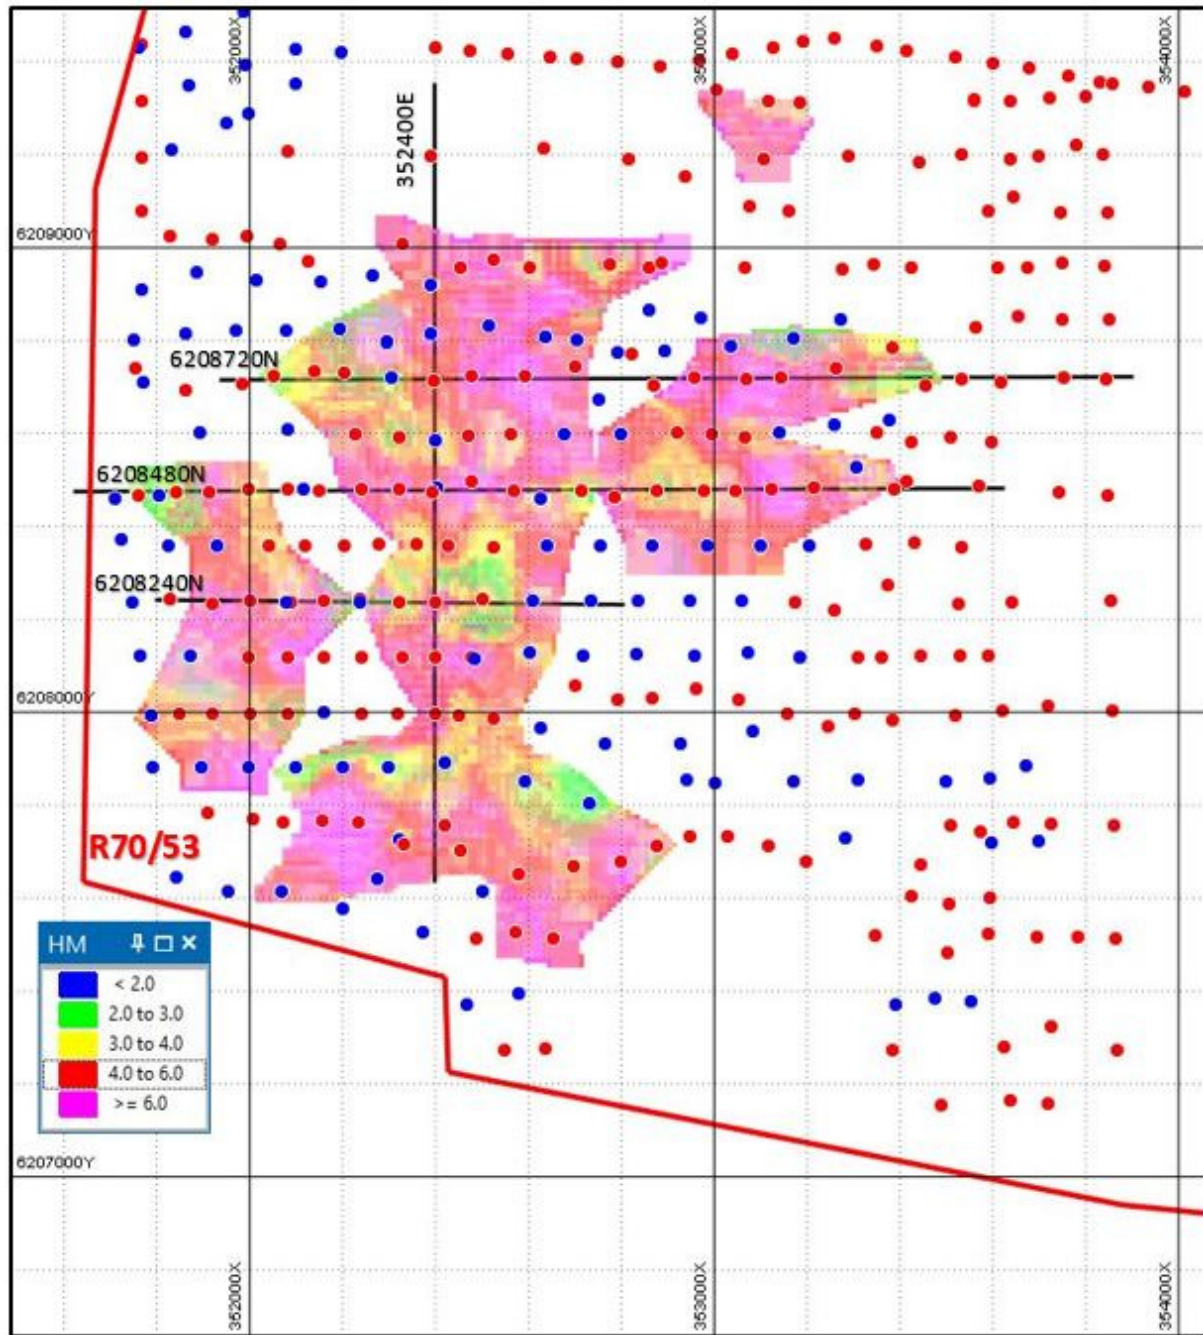 352000X
353000X
354000X
352400E
6209000Y
6208720N
6208480N
6208240N
6208000Y
R70/53
HM
< 2.0
2.0 to 3.0
3.0 to 4.0
4.0 to 6.0
>= 6.0
6207000Y
352000X
353000X
354000X